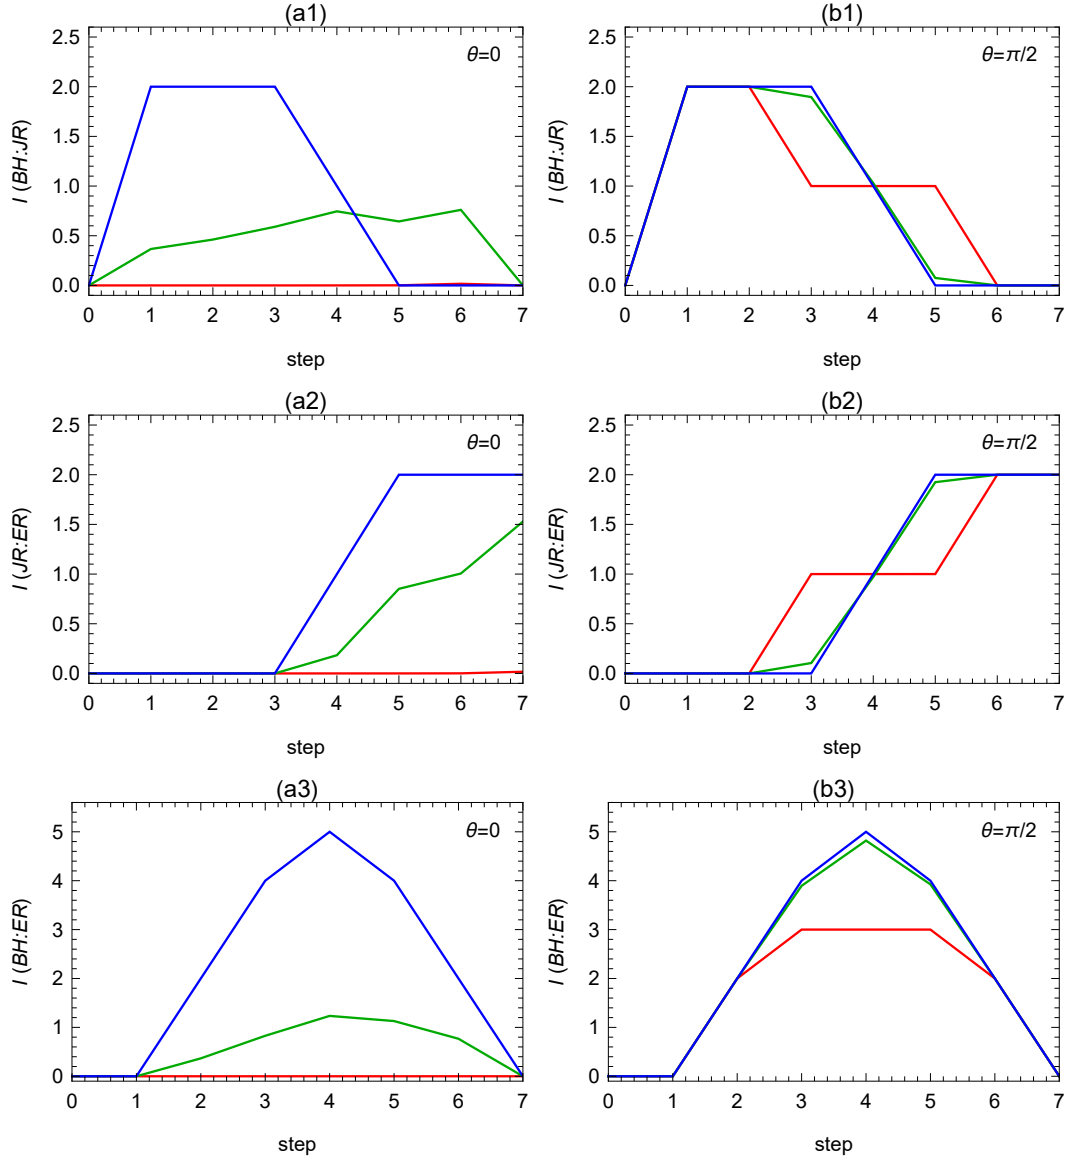 (a1)
θ=0
I (BH:JR)
2.5
2.0
1.5
1.0
0.5
0.0
0 1 2 3 4 5 6 7
step
(b1)
θ=π/2
I (BH:JR)
2.5
2.0
1.5
1.0
0.5
0.0
0 1 2 3 4 5 6 7
step
(a2)
θ=0
I (JR:ER)
2.5
2.0
1.5
1.0
0.5
0.0
0 1 2 3 4 5 6 7
step
(b2)
θ=π/2
I (JR:ER)
2.5
2.0
1.5
1.0
0.5
0.0
0 1 2 3 4 5 6 7
step
(a3)
θ=0
I (BH:ER)
5
4
3
2
1
0
0 1 2 3 4 5 6 7
step
(b3)
θ=π/2
I (BH:ER)
5
4
3
2
1
0
0 1 2 3 4 5 6 7
step